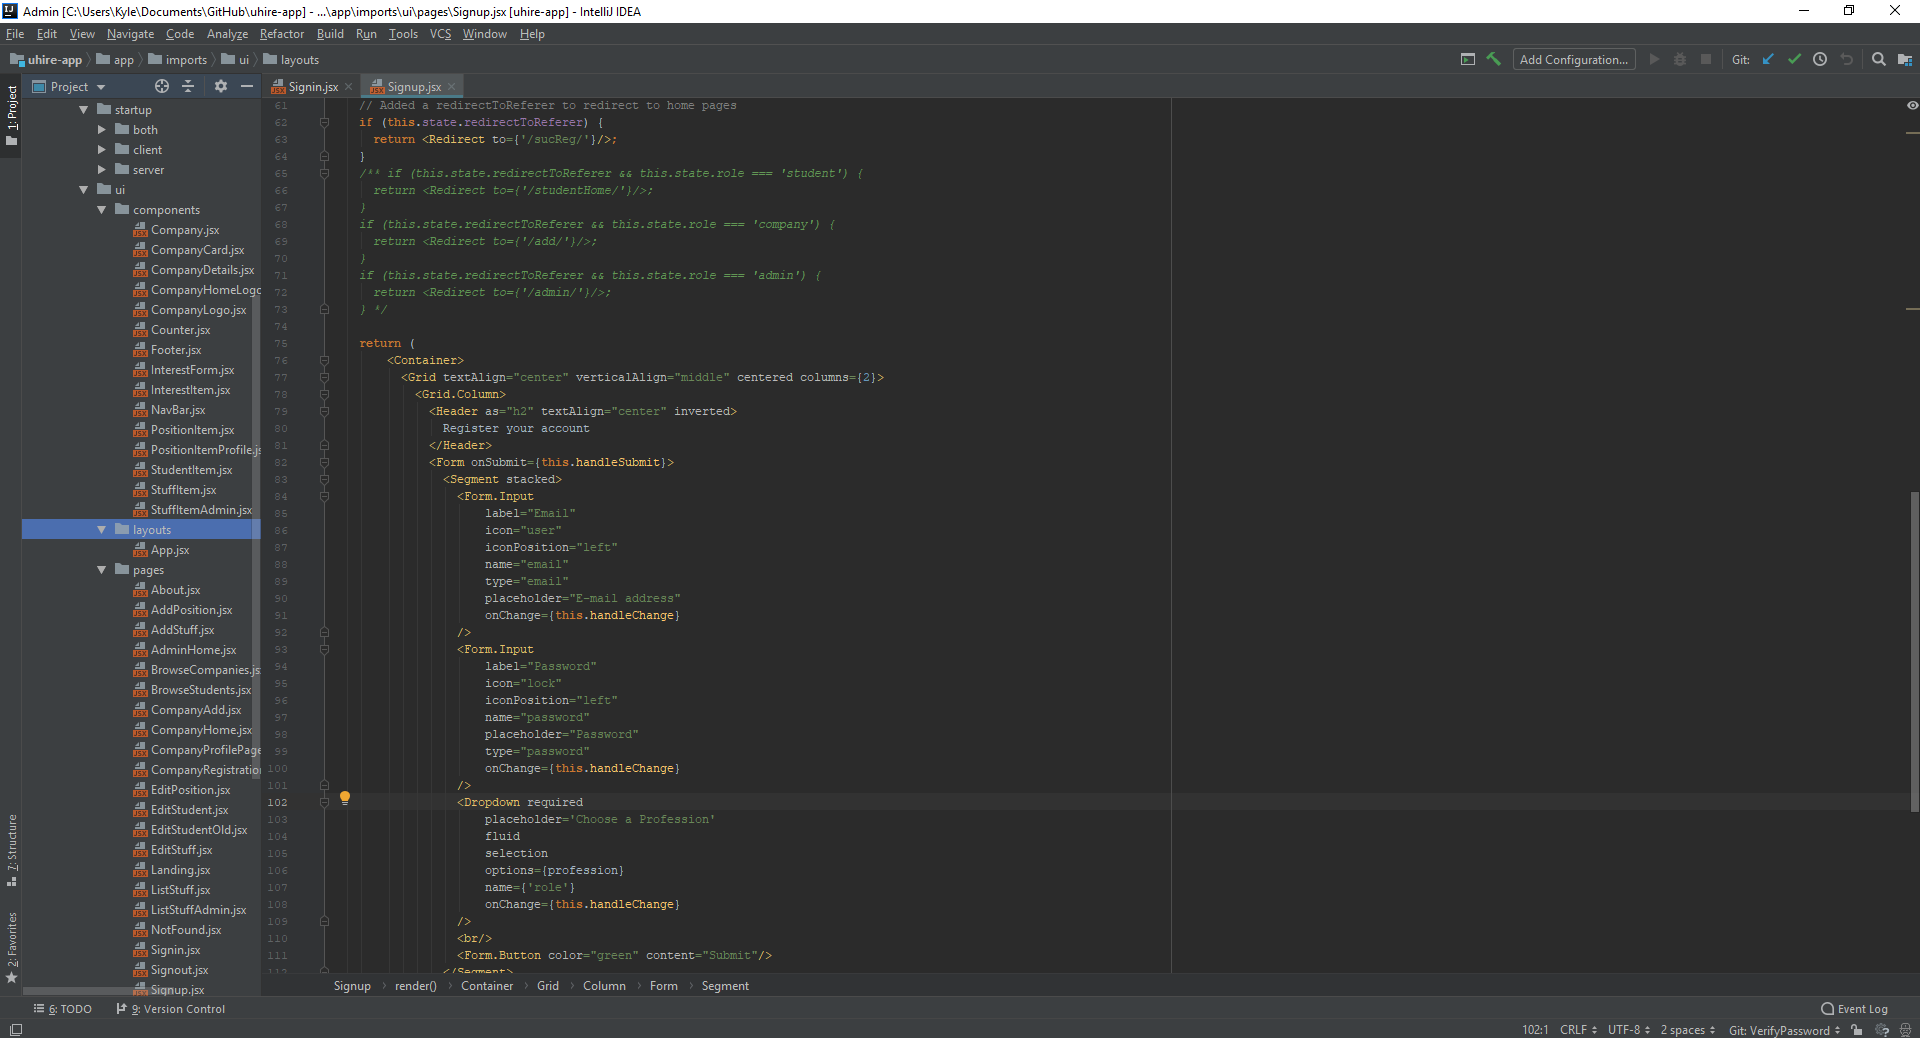 Admin [C:\Users\Kyle\Documents\GitHub\uhire-app] - ...\app\imports\ui\pages\Signup.jsx [uhire-app] - IntelliJ IDEA
File Edit View Navigate Code Analyze Refactor Build Run Tools VCS Window Help
uhire-app app imports ui layouts Add Configuration... Git:
Project Signin.jsx Signup.jsx
1: Project
7: Structure
2: Favorites
startup
both
client
server
ui
components
Company.jsx
CompanyCard.jsx
CompanyDetails.jsx
CompanyHomeLogo
CompanyLogo.jsx
Counter.jsx
Footer.jsx
InterestForm.jsx
InterestItem.jsx
NavBar.jsx
PositionItem.jsx
PositionItemProfile.js
StudentItem.jsx
StuffItem.jsx
StuffItemAdmin.jsx
layouts
App.jsx
pages
About.jsx
AddPosition.jsx
AddStuff.jsx
AdminHome.jsx
BrowseCompanies.js
BrowseStudents.jsx
CompanyAdd.jsx
CompanyHome.jsx
CompanyProfilePage
CompanyRegistration
EditPosition.jsx
EditStudent.jsx
EditStudentOld.jsx
EditStuff.jsx
Landing.jsx
ListStuff.jsx
ListStuffAdmin.jsx
NotFound.jsx
Signin.jsx
Signout.jsx
Signup.jsx
61 // Added a redirectToReferer to redirect to home pages
62 if (this.state.redirectToReferer) {
63 return <Redirect to={'/sucReg/'}/>;
64 }
65 /** if (this.state.redirectToReferer && this.state.role === 'student') {
66 return <Redirect to={'/studentHome/'}/>;
67 }
68 if (this.state.redirectToReferer && this.state.role === 'company') {
69 return <Redirect to={'/add/'}/>;
70 }
71 if (this.state.redirectToReferer && this.state.role === 'admin') {
72 return <Redirect to={'/admin/'}/>;
73 } */
74
75 return (
76 <Container>
77 <Grid textAlign="center" verticalAlign="middle" centered columns={2}>
78 <Grid.Column>
79 <Header as="h2" textAlign="center" inverted>
80 Register your account
81 </Header>
82 <Form onSubmit={this.handleSubmit}>
83 <Segment stacked>
84 <Form.Input
85 label="Email"
86 icon="user"
87 iconPosition="left"
88 name="email"
89 type="email"
90 placeholder="E-mail address"
91 onChange={this.handleChange}
92 />
93 <Form.Input
94 label="Password"
95 icon="lock"
96 iconPosition="left"
97 name="password"
98 placeholder="Password"
99 type="password"
100 onChange={this.handleChange}
101 />
102 <Dropdown required
103 placeholder='Choose a Profession'
104 fluid
105 selection
106 options={profession}
107 name={'role'}
108 onChange={this.handleChange}
109 />
110 <br/>
111 <Form.Button color="green" content="Submit"/>
112 </Segment>
Signup render() Container Grid Column Form Segment
6: TODO 9: Version Control Event Log
102:1 CRLF UTF-8 2 spaces Git: VerifyPassword